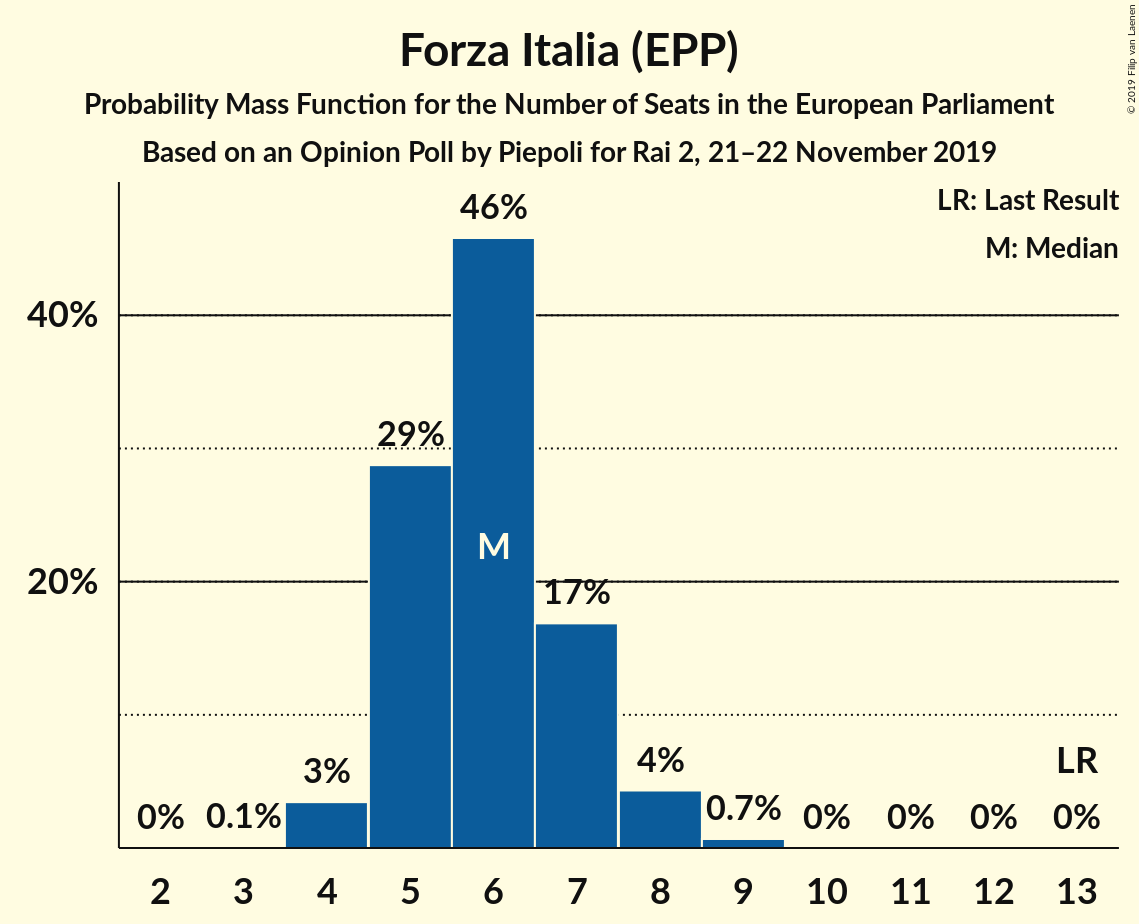 Forza Italia (EPP)
Probability Mass Function for the Number of Seats in the European Parliament
Based on an Opinion Poll by Piepoli for Rai 2, 21–22 November 2019
© 2019 Filip van Laenen
LR: Last Result
M: Median
40%
20%
0% 0.1% 3% 29% 46% 17% 4% 0.7% 0% 0% 0% 0%
M
LR
2 3 4 5 6 7 8 9 10 11 12 13